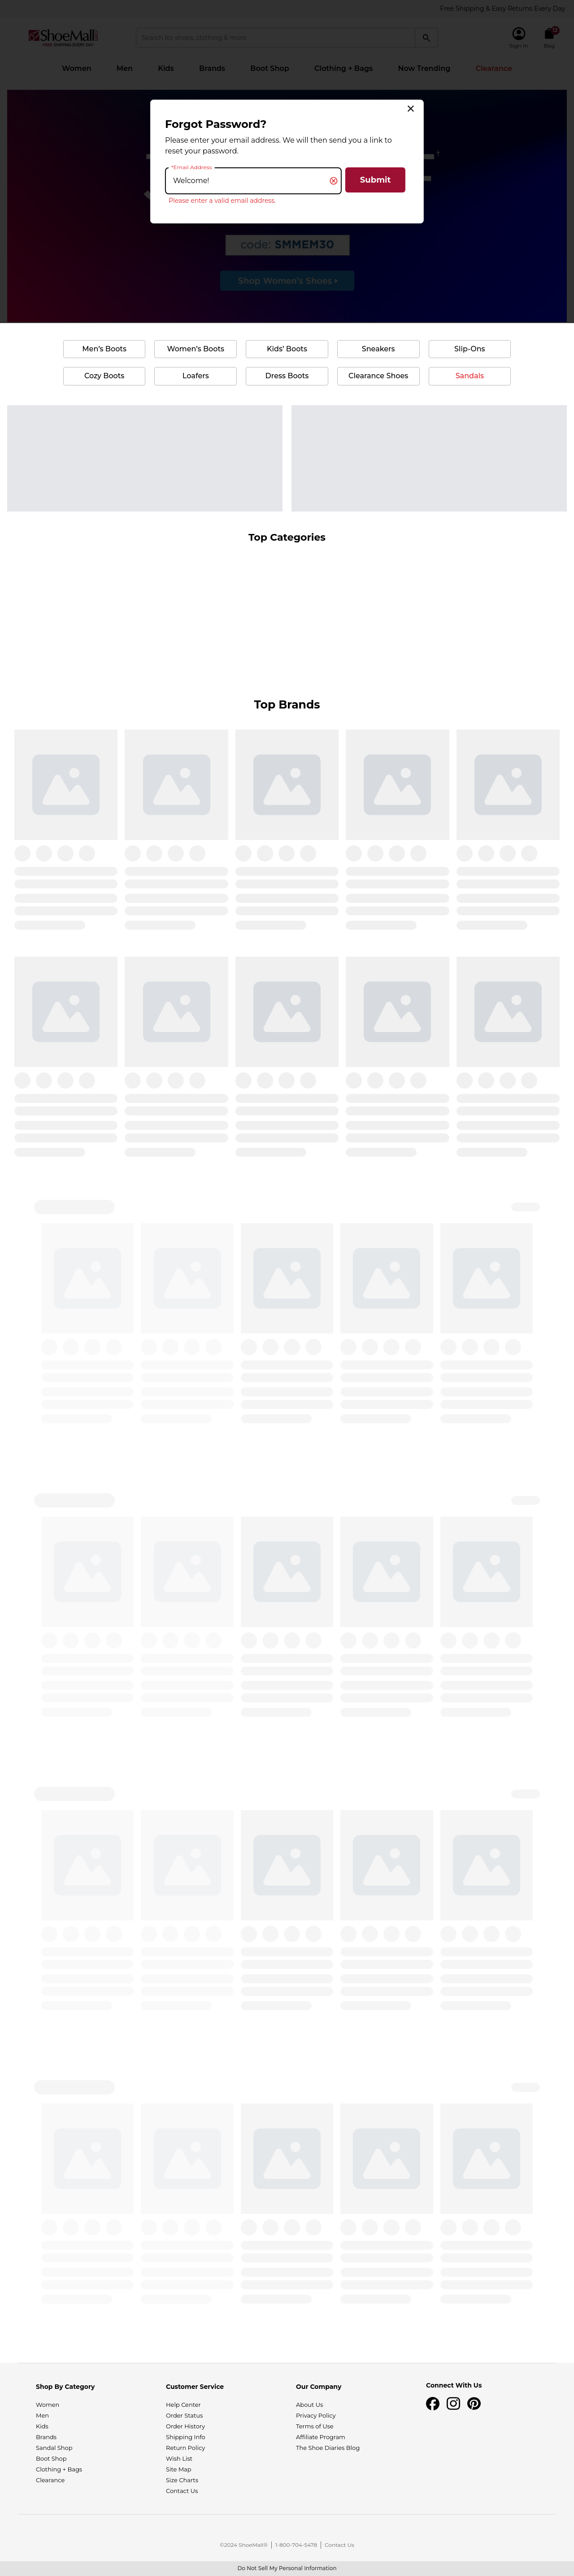 Free Shipping & Easy Returns Every Day
ShoeMall
FREE SHIPPING EVERY DAY
Search for shoes, clothing & more
Sign In
Bag
Women Men Kids Brands Boot Shop Clothing + Bags Now Trending Clearance
Forgot Password?
Please enter your email address. We will then send you a link to
reset your password.
*Email Address
Welcome!
Submit
Please enter a valid email address.
code: SMMEM30
Shop Women's Shoes
Men's Boots Women's Boots Kids' Boots Sneakers Slip-Ons
Cozy Boots Loafers Dress Boots Clearance Shoes Sandals
Top Categories
Top Brands
Shop By Category
Women
Men
Kids
Brands
Sandal Shop
Boot Shop
Clothing + Bags
Clearance
Customer Service
Help Center
Order Status
Order History
Shipping Info
Return Policy
Wish List
Site Map
Size Charts
Contact Us
Our Company
About Us
Privacy Policy
Terms of Use
Affiliate Program
The Shoe Diaries Blog
Connect With Us
©2024 ShoeMall® | 1-800-704-5478 | Contact Us
Do Not Sell My Personal Information